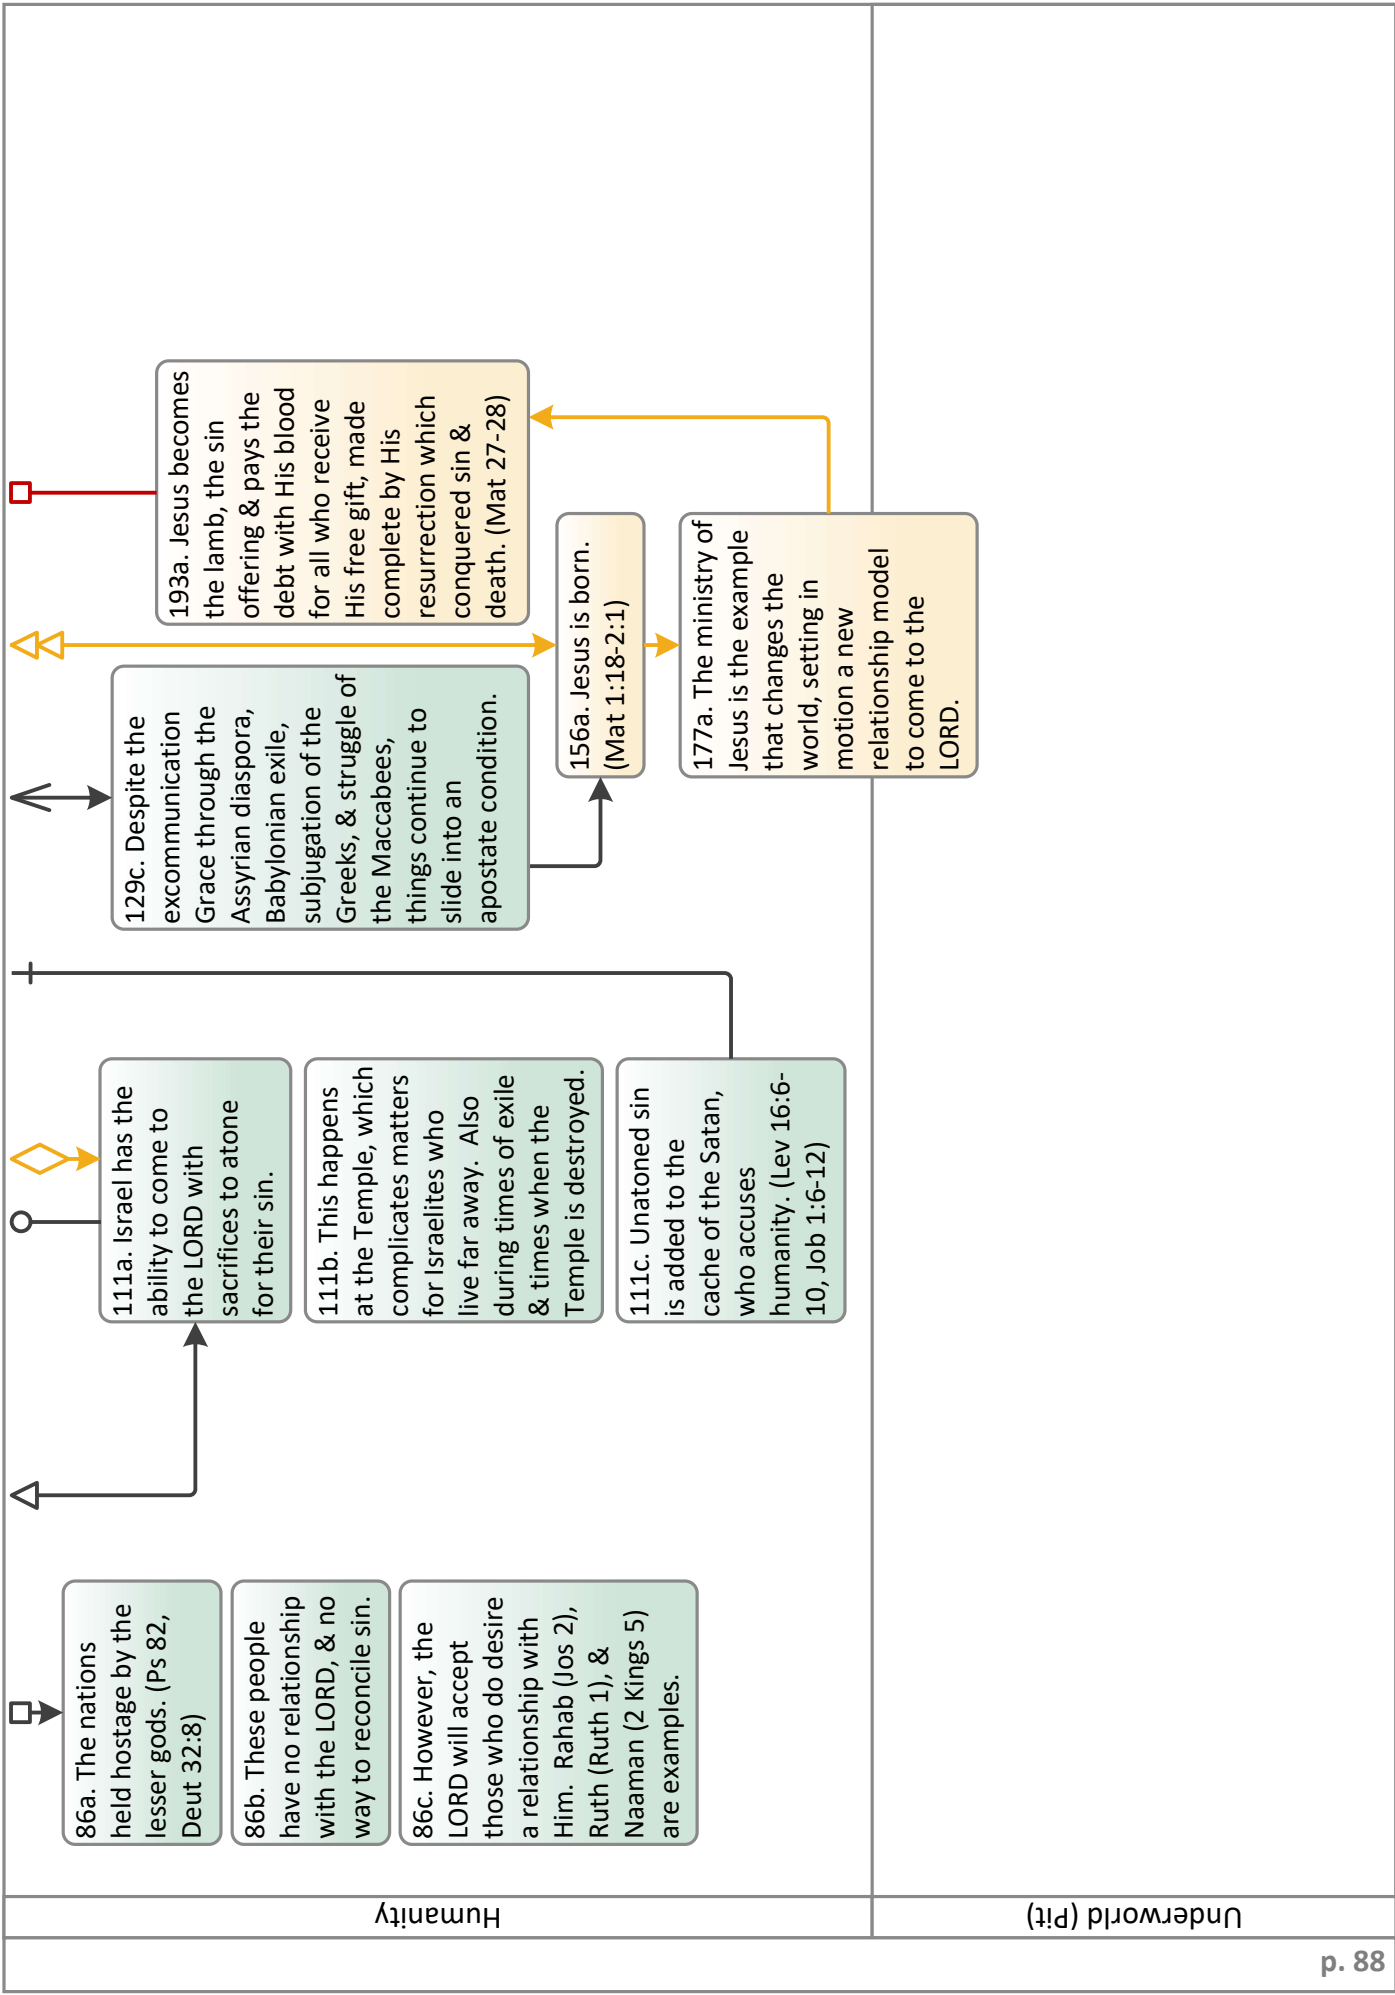 193a. Jesus becomes
the lamb, the sin
offering & pays the
debt with His blood
for all who receive
His free gift, made
complete by His
resurrection which
conquered sin &
death. (Mat 27-28)
129c. Despite the
excommunication
Grace through the
Assyrian diaspora,
Babylonian exile,
subjugation of the
Greeks, & struggle of
the Maccabees,
things continue to
slide into an
apostate condition.
156a. Jesus is born.
(Mat 1:18-2:1)
177a. The ministry of
Jesus is the example
that changes the
world, setting in
motion a new
relationship model
to come to the
LORD.
111a. Israel has the
ability to come to
the LORD with
sacrifices to atone
for their sin.
111b. This happens
at the Temple, which
complicates matters
for Israelites who
live far away.  Also
during times of exile
& times when the
Temple is destroyed.
111c. Unatoned sin
is added to the
cache of the Satan,
who accuses
humanity. (Lev 16:6-
10, Job 1:6-12)
86a. The nations
held hostage by the
lesser gods. (Ps 82,
Deut 32:8)
86b. These people
have no relationship
with the LORD, & no
way to reconcile sin.
86c. However, the
LORD will accept
those who do desire
a relationship with
Him.  Rahab (Jos 2),
Ruth (Ruth 1), &
Naaman (2 Kings 5)
are examples.
Humanity
Underworld (Pit)
p. 88